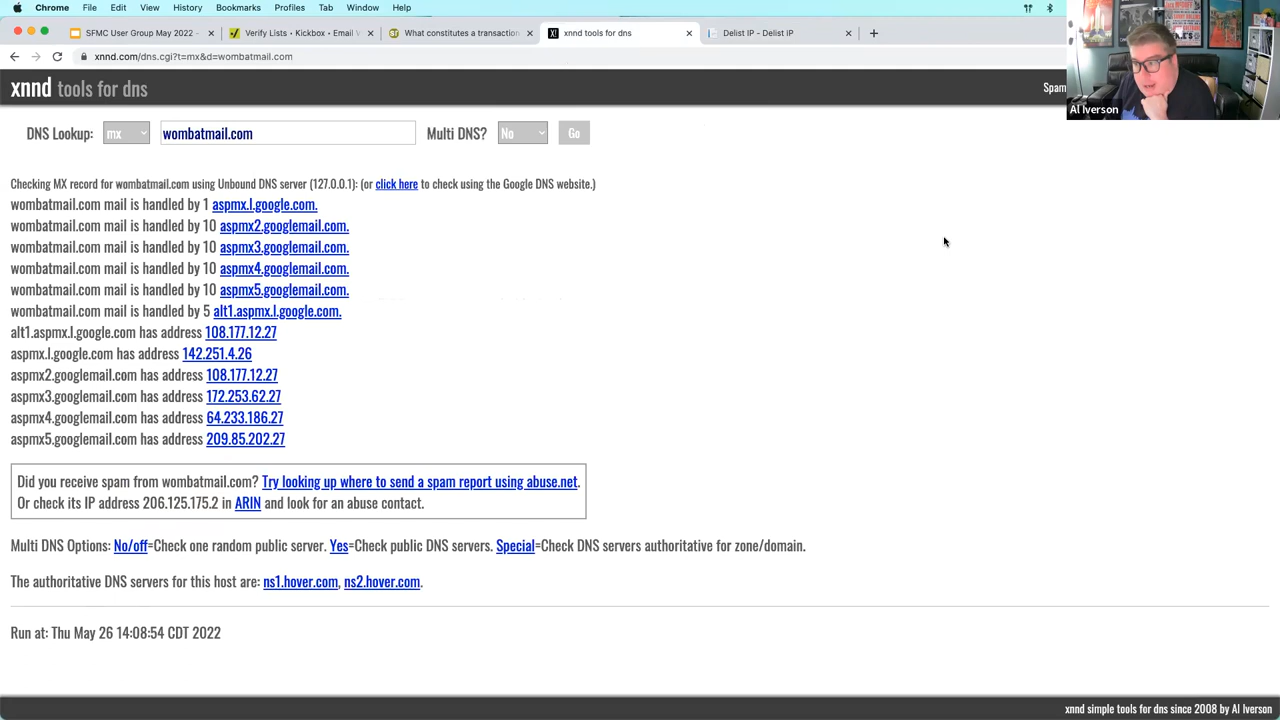 Chrome File Edit View History Bookmarks Profiles Tab Window Help
SFMC User Group May 2022 - Verify Lists • Kickbox • Email What constitutes a transaction xnnd tools for dns Delist IP - Delist IP
xnnd.com/dns.cgi?t=mx&d=wombatmail.com
xnnd tools for dns Spam
Al Iverson
DNS Lookup: mx wombatmail.com Multi DNS? No Go
Checking MX record for wombatmail.com using Unbound DNS server (127.0.0.1): (or click here to check using the Google DNS website.)
wombatmail.com mail is handled by 1 aspmx.l.google.com.
wombatmail.com mail is handled by 10 aspmx2.googlemail.com.
wombatmail.com mail is handled by 10 aspmx3.googlemail.com.
wombatmail.com mail is handled by 10 aspmx4.googlemail.com.
wombatmail.com mail is handled by 10 aspmx5.googlemail.com.
wombatmail.com mail is handled by 5 alt1.aspmx.l.google.com.
alt1.aspmx.l.google.com has address 108.177.12.27
aspmx.l.google.com has address 142.251.4.26
aspmx2.googlemail.com has address 108.177.12.27
aspmx3.googlemail.com has address 172.253.62.27
aspmx4.googlemail.com has address 64.233.186.27
aspmx5.googlemail.com has address 209.85.202.27
Did you receive spam from wombatmail.com? Try looking up where to send a spam report using abuse.net.
Or check its IP address 206.125.175.2 in ARIN and look for an abuse contact.
Multi DNS Options: No/off=Check one random public server. Yes=Check public DNS servers. Special=Check DNS servers authoritative for zone/domain.
The authoritative DNS servers for this host are: ns1.hover.com, ns2.hover.com.
Run at: Thu May 26 14:08:54 CDT 2022
xnnd simple tools for dns since 2008 by Al Iverson